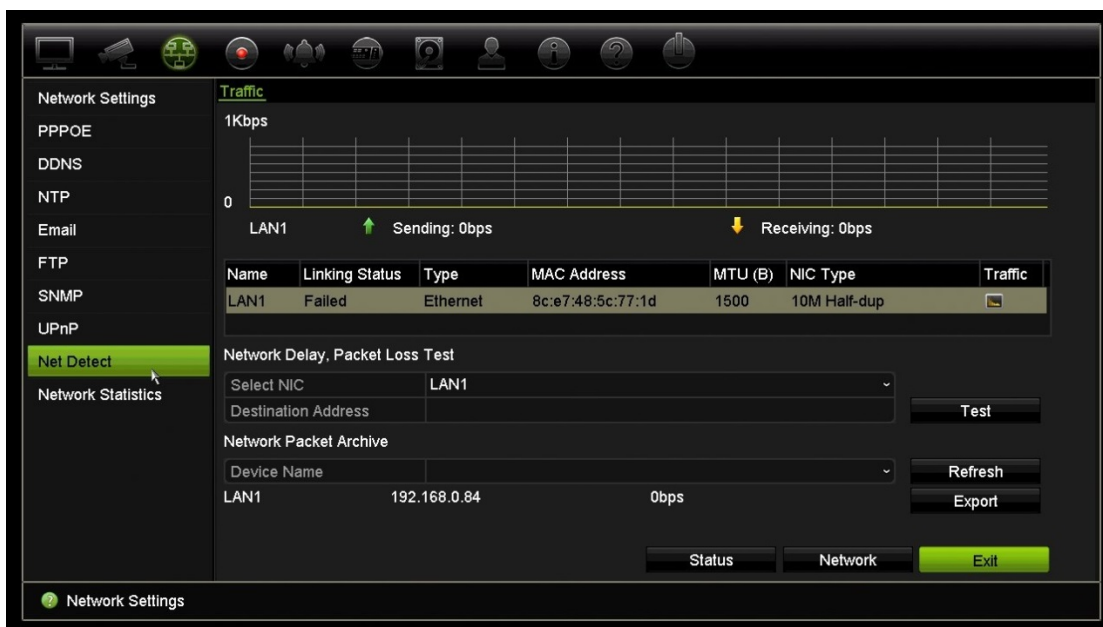 Network Settings
PPPOE
DDNS
NTP
Email
FTP
SNMP
UPnP
Net Detect
Network Statistics
Traffic
1Kbps
0
LAN1 Sending: 0bps Receiving: 0bps
Name Linking Status Type MAC Address MTU (B) NIC Type Traffic
LAN1 Failed Ethernet 8c:e7:48:5c:77:1d 1500 10M Half-dup
Network Delay, Packet Loss Test
Select NIC LAN1
Destination Address Test
Network Packet Archive
Device Name Refresh
LAN1 192.168.0.84 0bps Export
Status Network Exit
Network Settings